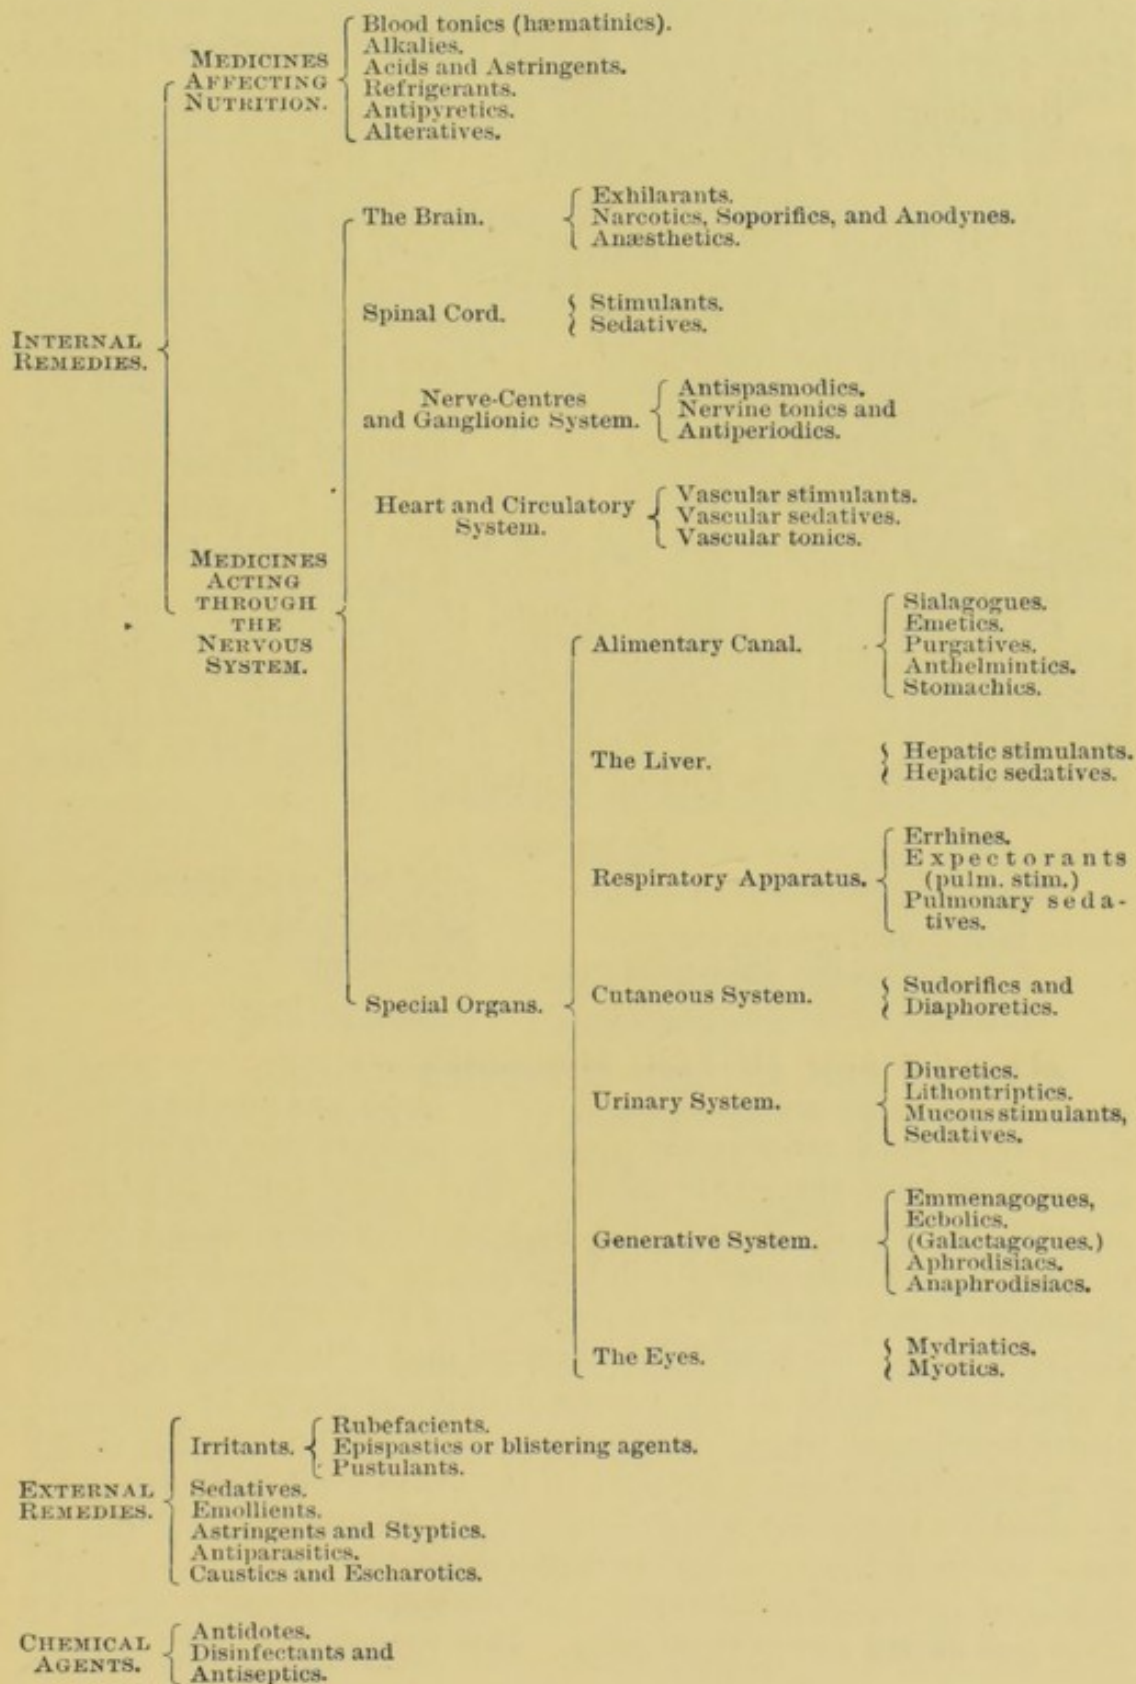 MEDICINES
AFFECTING
NUTRITION.
Blood tonics (hæmatinics).
Alkalies.
Acids and Astringents.
Refrigerants.
Antipyretics.
Alteratives.
The Brain.
Exhilarants.
Narcotics, Soporifics, and Anodynes.
Anæsthetics.
Spinal Cord.
Stimulants.
Sedatives.
INTERNAL
REMEDIES.
Nerve-Centres
and Ganglionic System.
Antispasmodics.
Nervine tonics and
Antiperiodics.
Heart and Circulatory
System.
Vascular stimulants.
Vascular sedatives.
Vascular tonics.
MEDICINES
ACTING
THROUGH
THE
NERVOUS
SYSTEM.
Alimentary Canal.
Sialagogues.
Emetics.
Purgatives.
Anthelmintics.
Stomachics.
The Liver.
Hepatic stimulants.
Hepatic sedatives.
Respiratory Apparatus.
Errhines.
Expectorants
(pulm. stim.)
Pulmonary seda-
tives.
Special Organs.
Cutaneous System.
Sudorifics and
Diaphoretics.
Urinary System.
Diuretics.
Lithontriptics.
Mucous stimulants,
Sedatives.
Generative System.
Emmenagogues,
Ecbolics.
(Galactagogues.)
Aphrodisiacs.
Anaphrodisiacs.
The Eyes.
Mydriatics.
Myotics.
EXTERNAL
REMEDIES.
Irritants.
Rubefacients.
Epispastics or blistering agents.
Pustulants.
Sedatives.
Emollients.
Astringents and Styptics.
Antiparasitics.
Caustics and Escharotics.
CHEMICAL
AGENTS.
Antidotes.
Disinfectants and
Antiseptics.